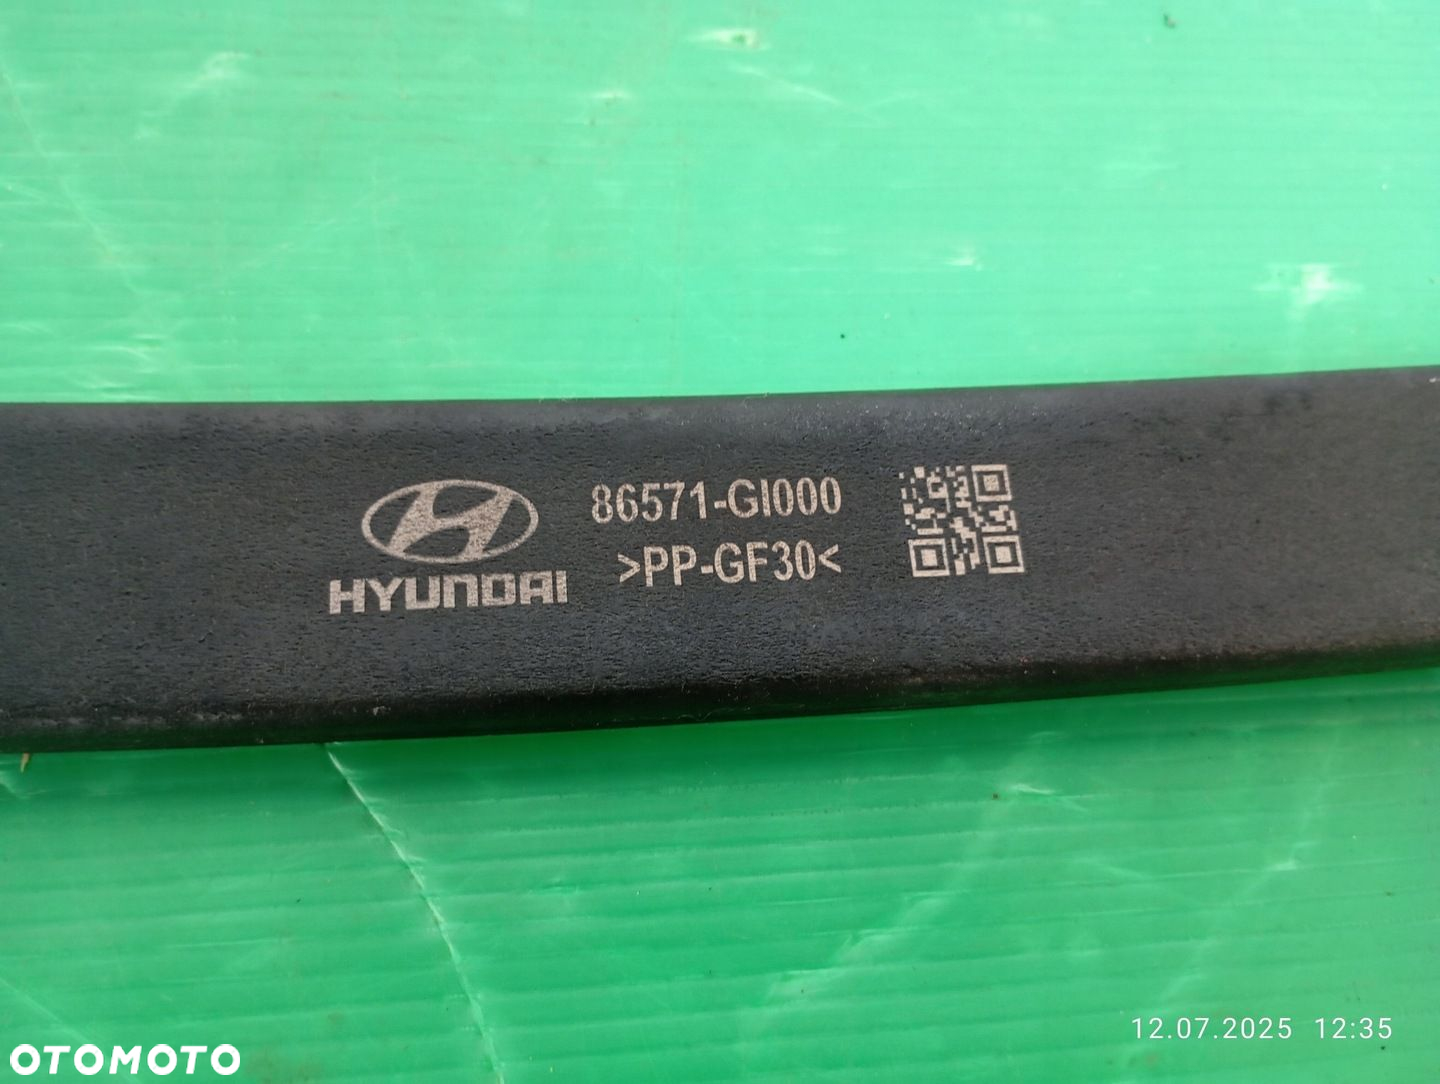 HYUNDAI
86571-GI000
>PP-GF30<
12.07.2025 12:35
OTOMOTO